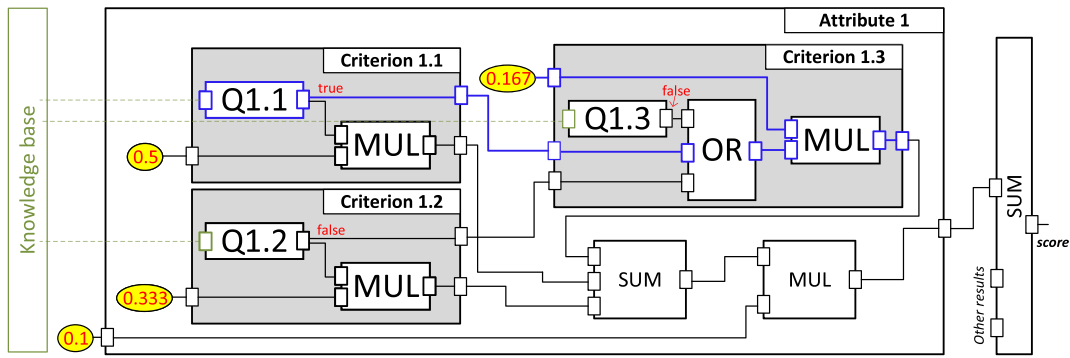 Attribute 1
Criterion 1.1
Criterion 1.3
0.167
true
false
Q1.1
Q1.3
MUL
OR
MUL
0.5
Knowledge base
Criterion 1.2
false
Q1.2
MUL
0.333
SUM
MUL
0.1
SUM
score
Other results